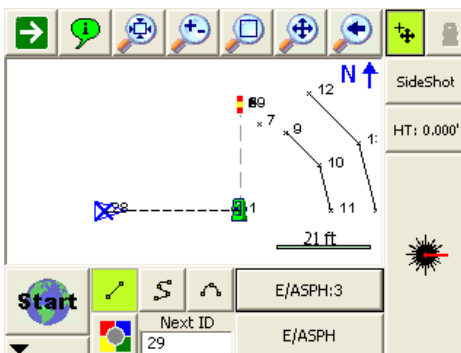 N
SideShot
HT: 0.000'
12
7
9
10
11
28
1
21 ft
Start
E/ASPH:3
Next ID
29
E/ASPH